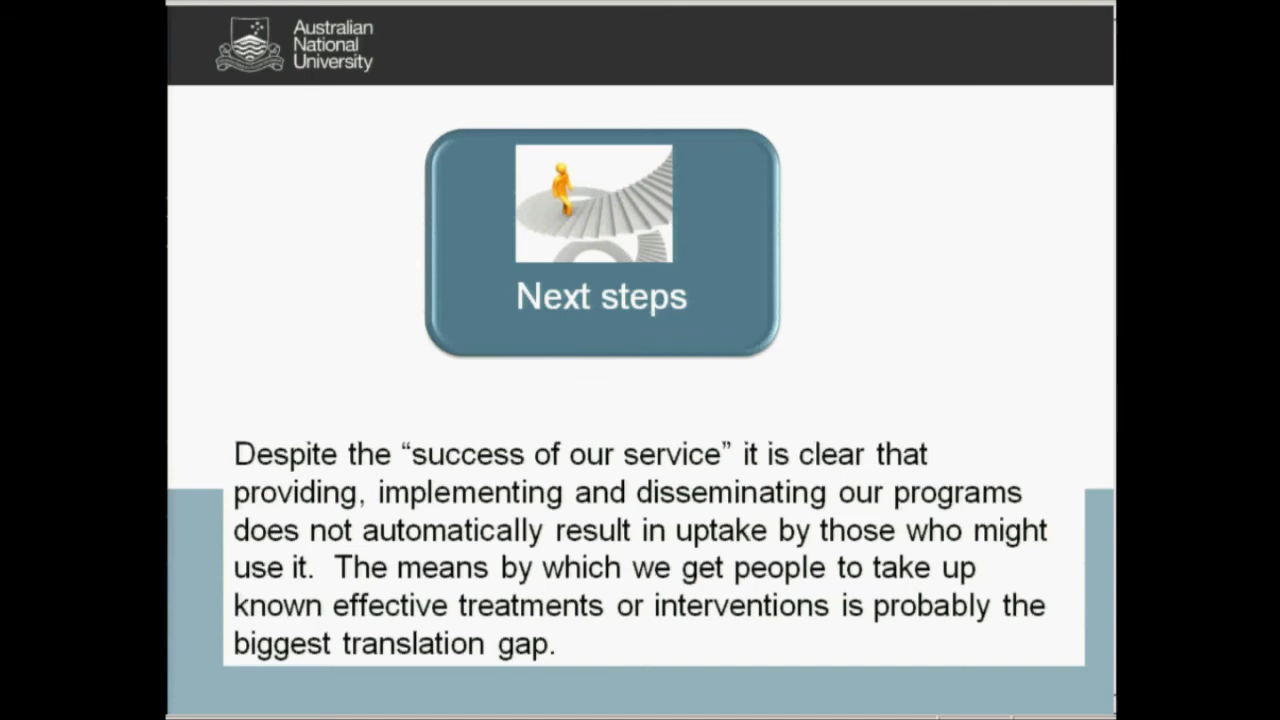 Australian
National
University
Next steps
Despite the “success of our service” it is clear that
providing, implementing and disseminating our programs
does not automatically result in uptake by those who might
use it.  The means by which we get people to take up
known effective treatments or interventions is probably the
biggest translation gap.